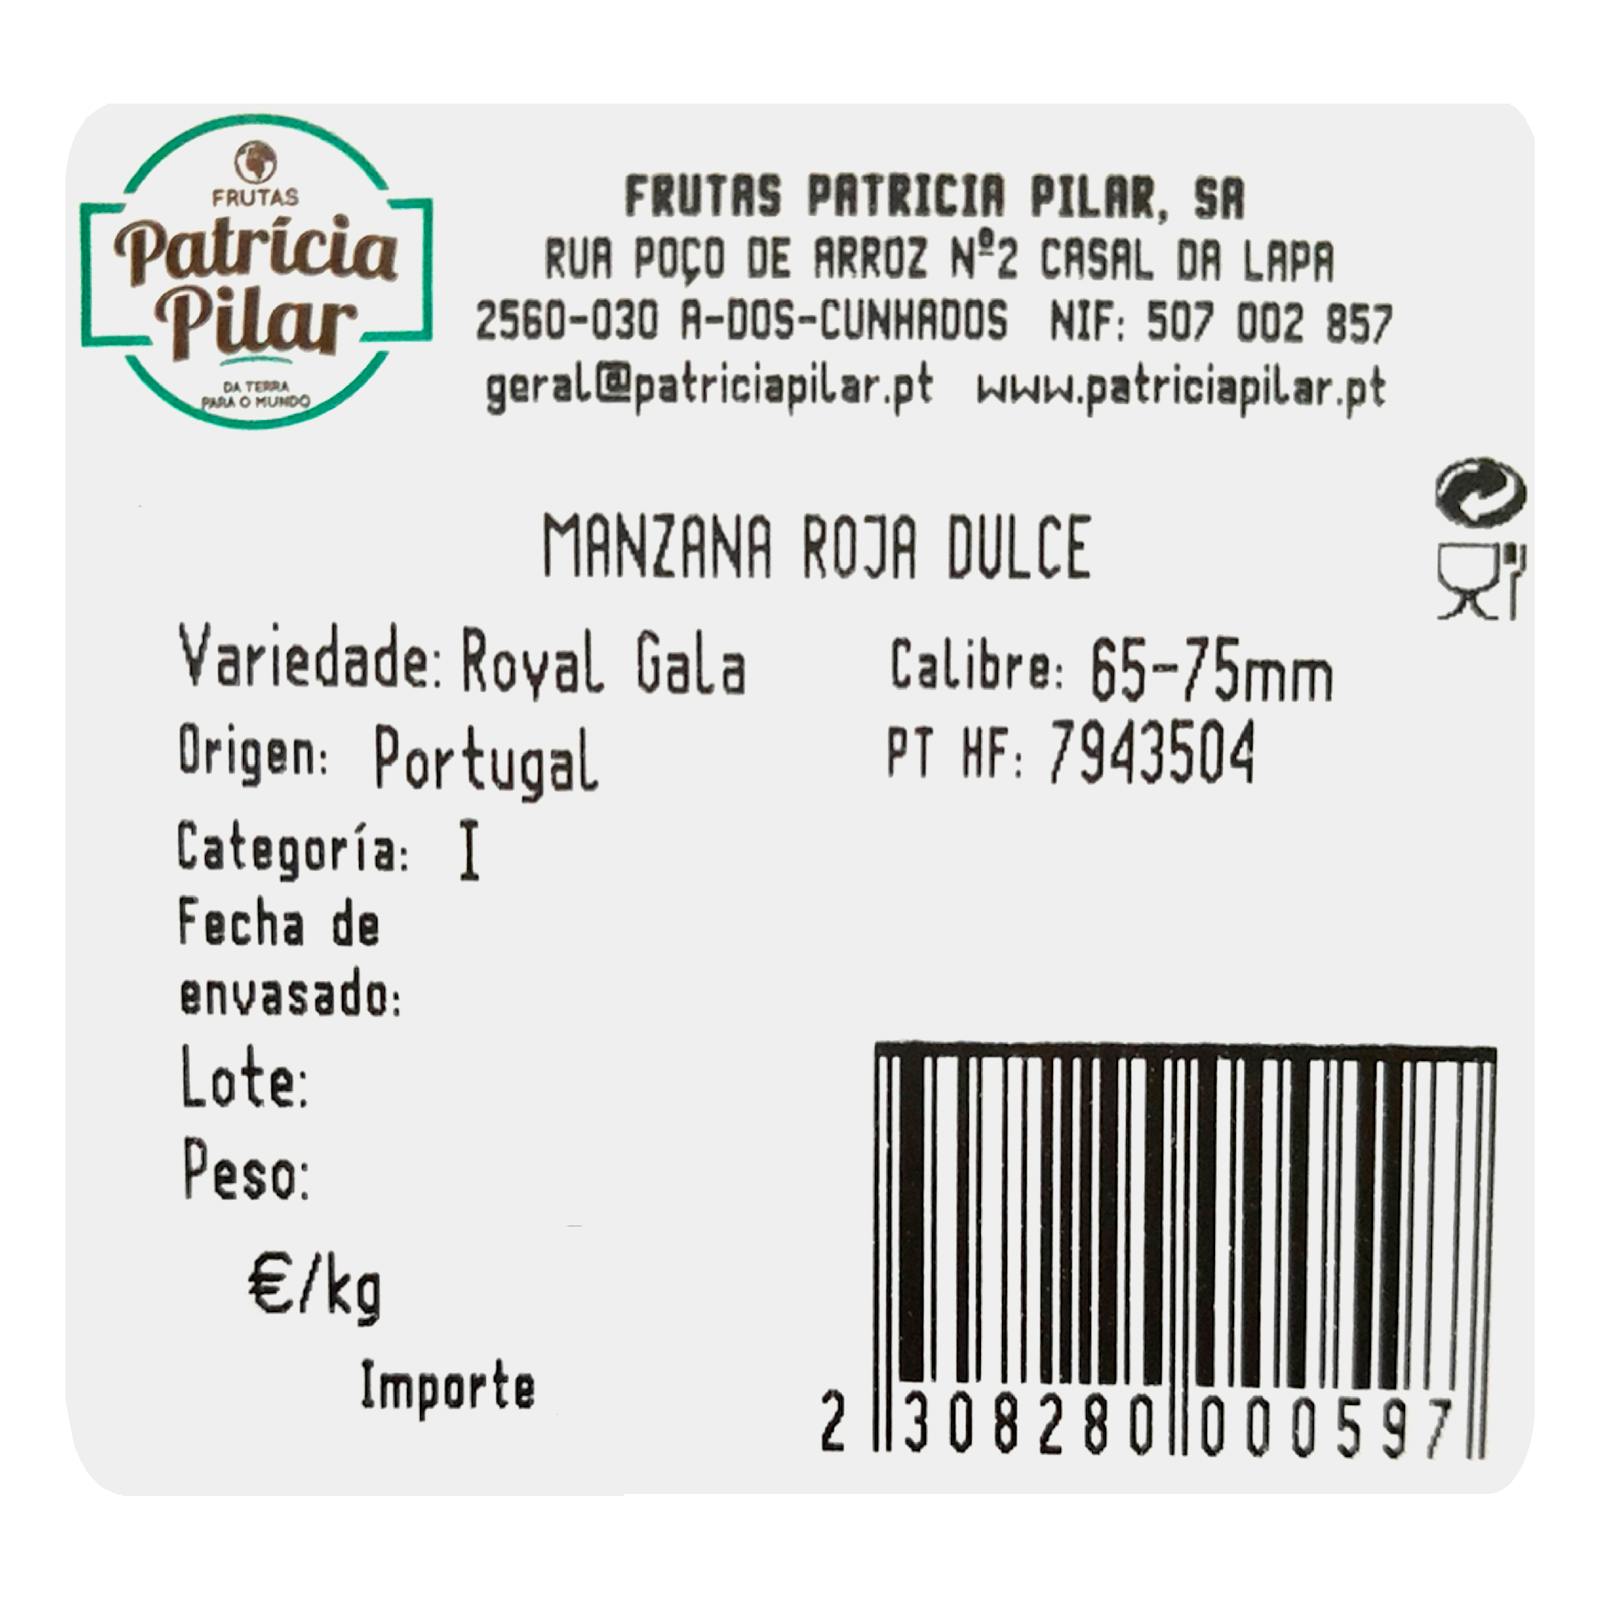 FRUTAS
Patrícia
Pilar
DA TERRA
PARA O MUNDO
FRUTAS PATRICIA PILAR, SA
RUA POÇO DE ARROZ Nº2 CASAL DA LAPA
2560-030 A-DOS-CUNHADOS NIF: 507 002 857
geral@patriciapilar.pt www.patriciapilar.pt
MANZANA ROJA DULCE
Variedade: Royal Gala
Calibre: 65-75mm
Origen: Portugal
PT HF: 7943504
Categoría: I
Fecha de
envasado:
Lote:
Peso:
€/kg
Importe
2 308280 000597